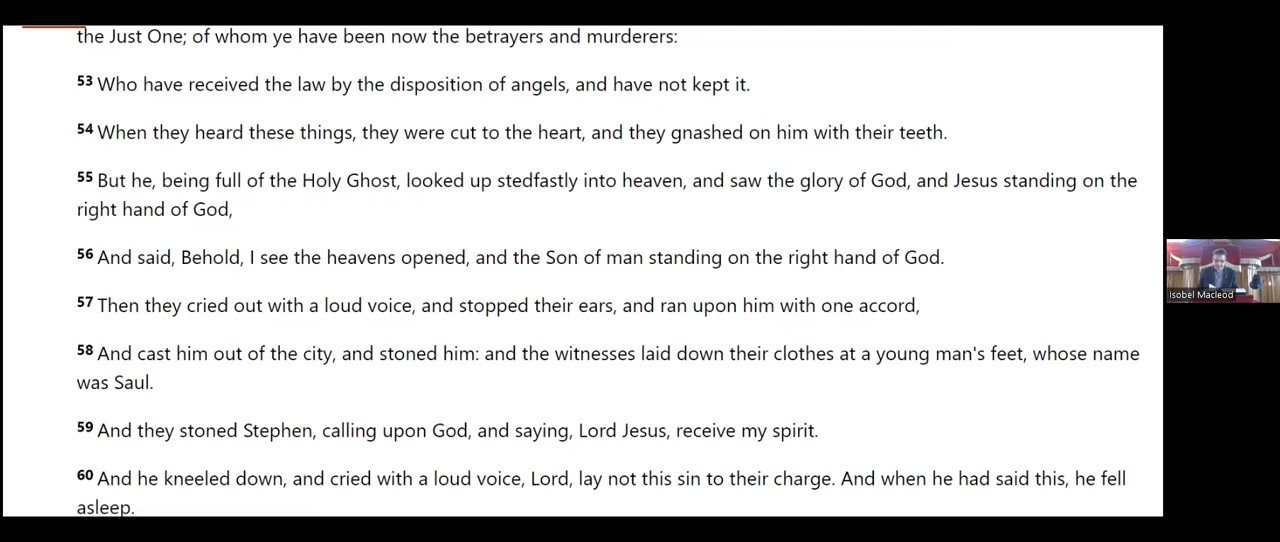 the Just One; of whom ye have been now the betrayers and murderers:
53 Who have received the law by the disposition of angels, and have not kept it.
54 When they heard these things, they were cut to the heart, and they gnashed on him with their teeth.
55 But he, being full of the Holy Ghost, looked up stedfastly into heaven, and saw the glory of God, and Jesus standing on the
right hand of God,
56 And said, Behold, I see the heavens opened, and the Son of man standing on the right hand of God.
57 Then they cried out with a loud voice, and stopped their ears, and ran upon him with one accord,
58 And cast him out of the city, and stoned him: and the witnesses laid down their clothes at a young man's feet, whose name
was Saul.
59 And they stoned Stephen, calling upon God, and saying, Lord Jesus, receive my spirit.
60 And he kneeled down, and cried with a loud voice, Lord, lay not this sin to their charge. And when he had said this, he fell
asleep.
Isobel Macleod